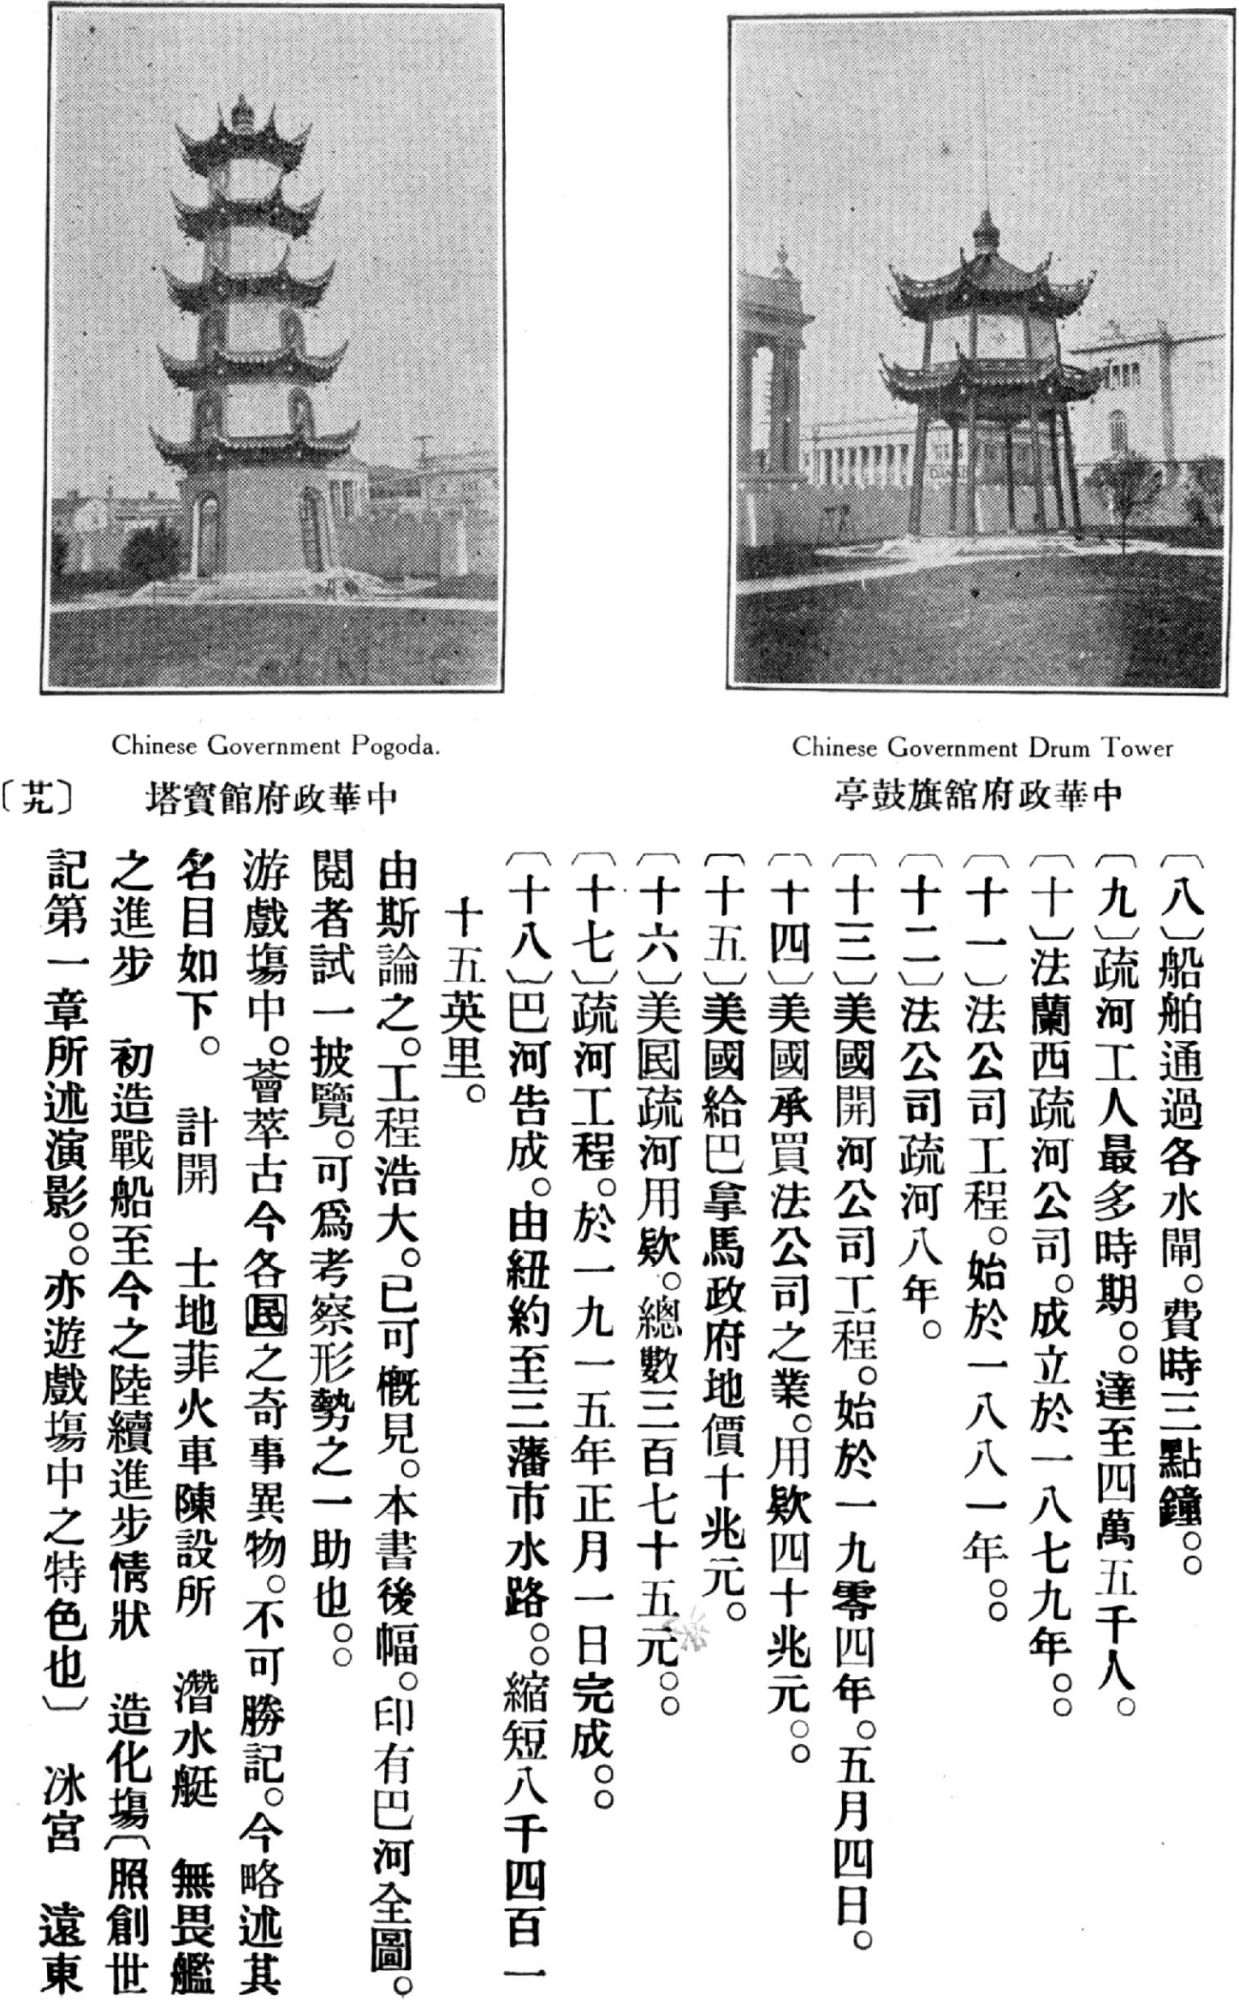 Chinese Government Pogoda.
Chinese Government Drum Tower
中華政府館寶塔
中華政府舘旗鼓亭
〔廿九〕
〔八〕船舶通過各水閘。費時三點鐘。。
〔九〕疏河工人最多時期。。達至四萬五千人。
〔十〕法蘭西疏河公司。成立於一八七九年。。
〔十一〕法公司工程。始於一八八一年。。
〔十二〕法公司疏河八年。
〔十三〕美國開河公司工程。始於一九零四年。五月四日。
〔十四〕美國承買法公司之業。用欵四十兆元。。
〔十五〕美國給巴拿馬政府地價十兆元。
〔十六〕美囻疏河用欵。總數三百七十五元。。
〔十七〕疏河工程。於一九一五年正月一日完成。。
〔十八〕巴河告成。由紐約至三藩市水路。。縮短八千四百一
十五英里。
由斯論之。工程浩大。已可概見。本書後幅。印有巴河全圖。
閱者試一披覽。可爲考察形勢之一助也。。
游戲塲中。薈萃古今各囻之奇事異物。不可勝記。今略述其
名目如下。 計開 士地菲火車陳設所 潛水艇 無畏艦
之進步 初造戰船至今之陸續進步情狀 造化塲〔照創世
記第一章所述演影。。亦遊戲塲中之特色也〕 冰宮 遠東